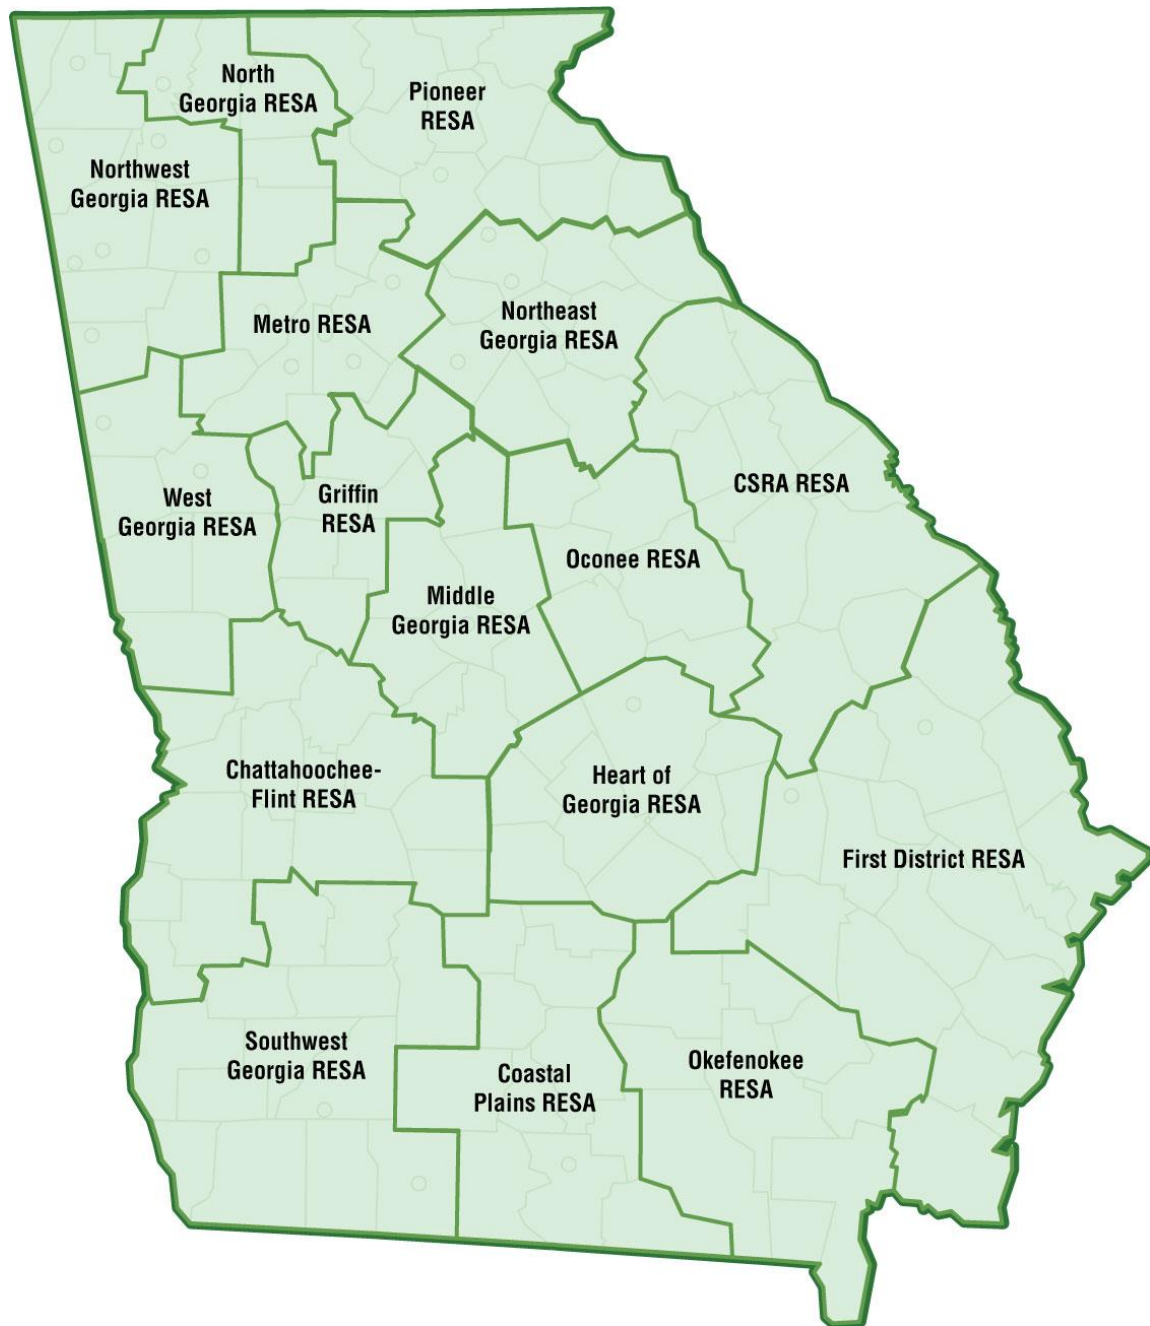 North
Georgia RESA
Pioneer
RESA
Northwest
Georgia RESA
Metro RESA
Northeast
Georgia RESA
West
Georgia RESA
Griffin
RESA
CSRA RESA
Oconee RESA
Middle
Georgia RESA
Chattahoochee-
Flint RESA
Heart of
Georgia RESA
First District RESA
Southwest
Georgia RESA
Coastal
Plains RESA
Okefenokee
RESA